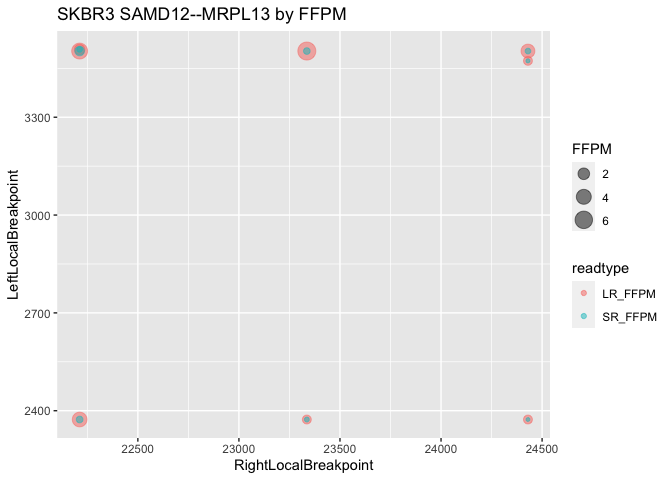 SKBR3 SAMD12--MRPL13 by FFPM
3300
3000
2700
2400
LeftLocalBreakpoint
22500
23000
23500
24000
24500
RightLocalBreakpoint
FFPM
2
4
6
readtype
LR_FFPM
SR_FFPM